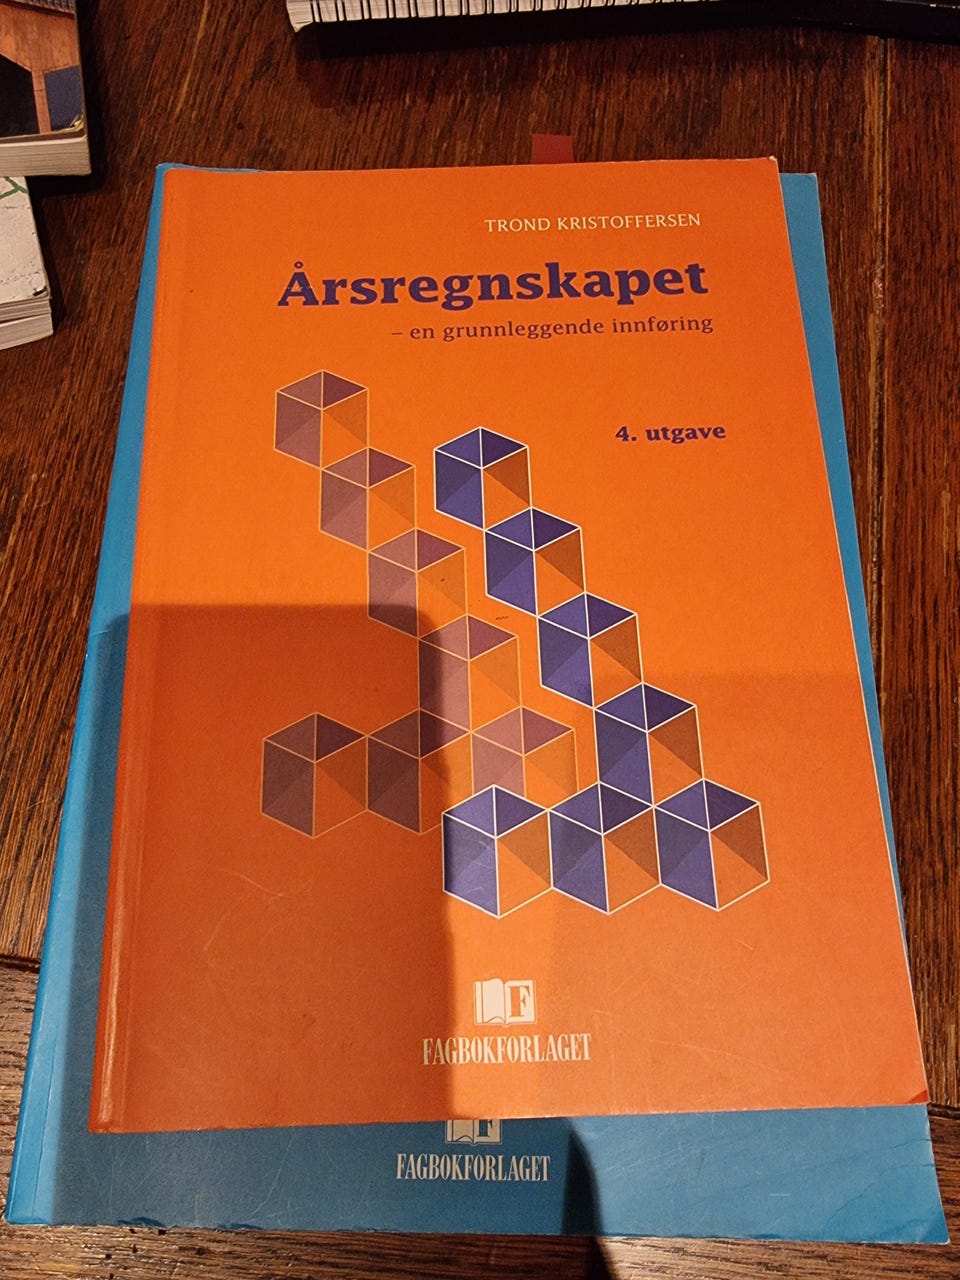 TROND KRISTOFFERSEN
Årsregnskapet
– en grunnleggende innføring
4. utgave
F
FAGBOKFORLAGET
F
FAGBOKFORLAGET